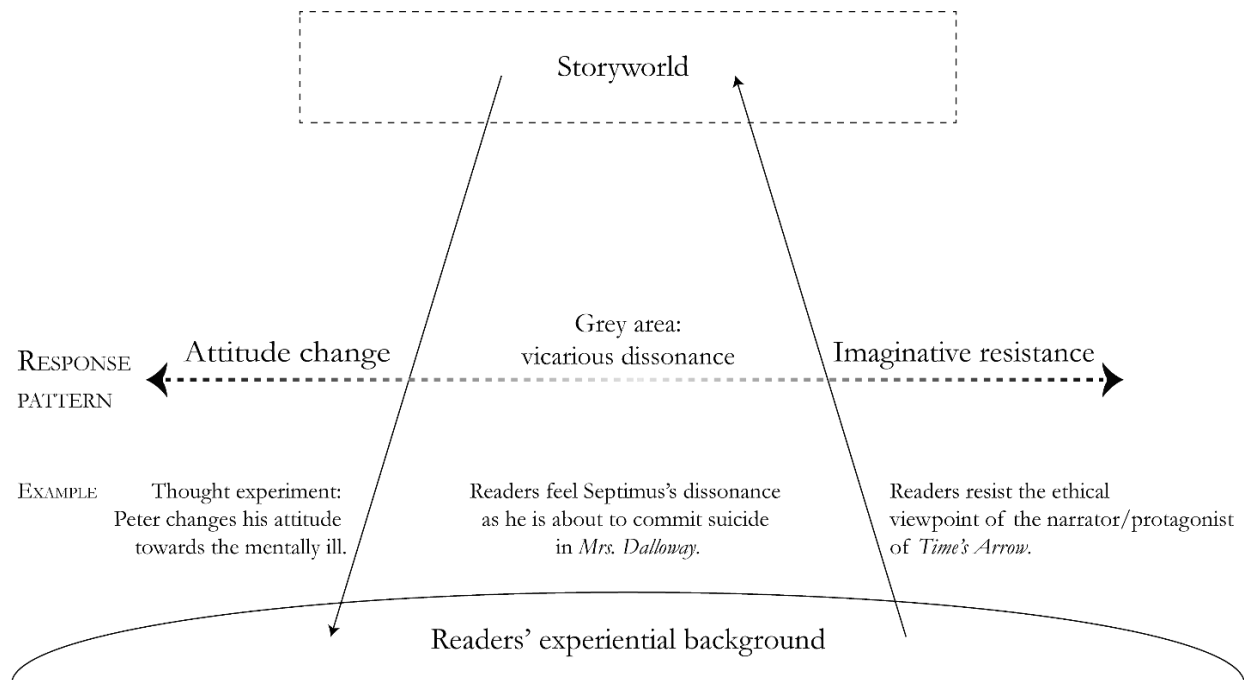 Storyworld
Grey area:
vicarious dissonance
Attitude change
Imaginative resistance
RESPONSE
PATTERN
EXAMPLE
Thought experiment:
Peter changes his attitude
towards the mentally ill.
Readers feel Septimus’s dissonance
as he is about to commit suicide
in Mrs. Dalloway.
Readers resist the ethical
viewpoint of the narrator/protagonist
of Time’s Arrow.
Readers’ experiential background